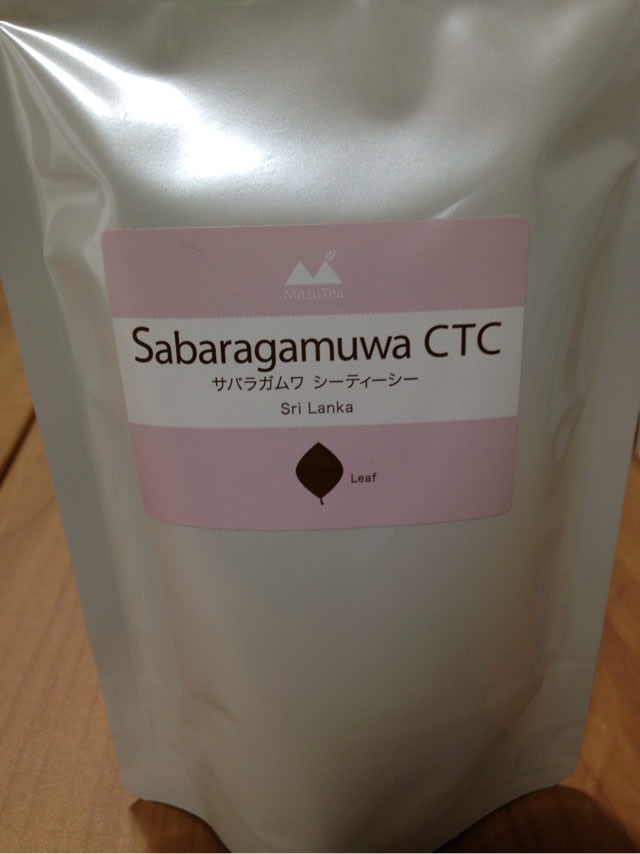 MitsuTea
Sabaragamuwa CTC
サバラガムワ シーティーシー
Sri Lanka
Leaf